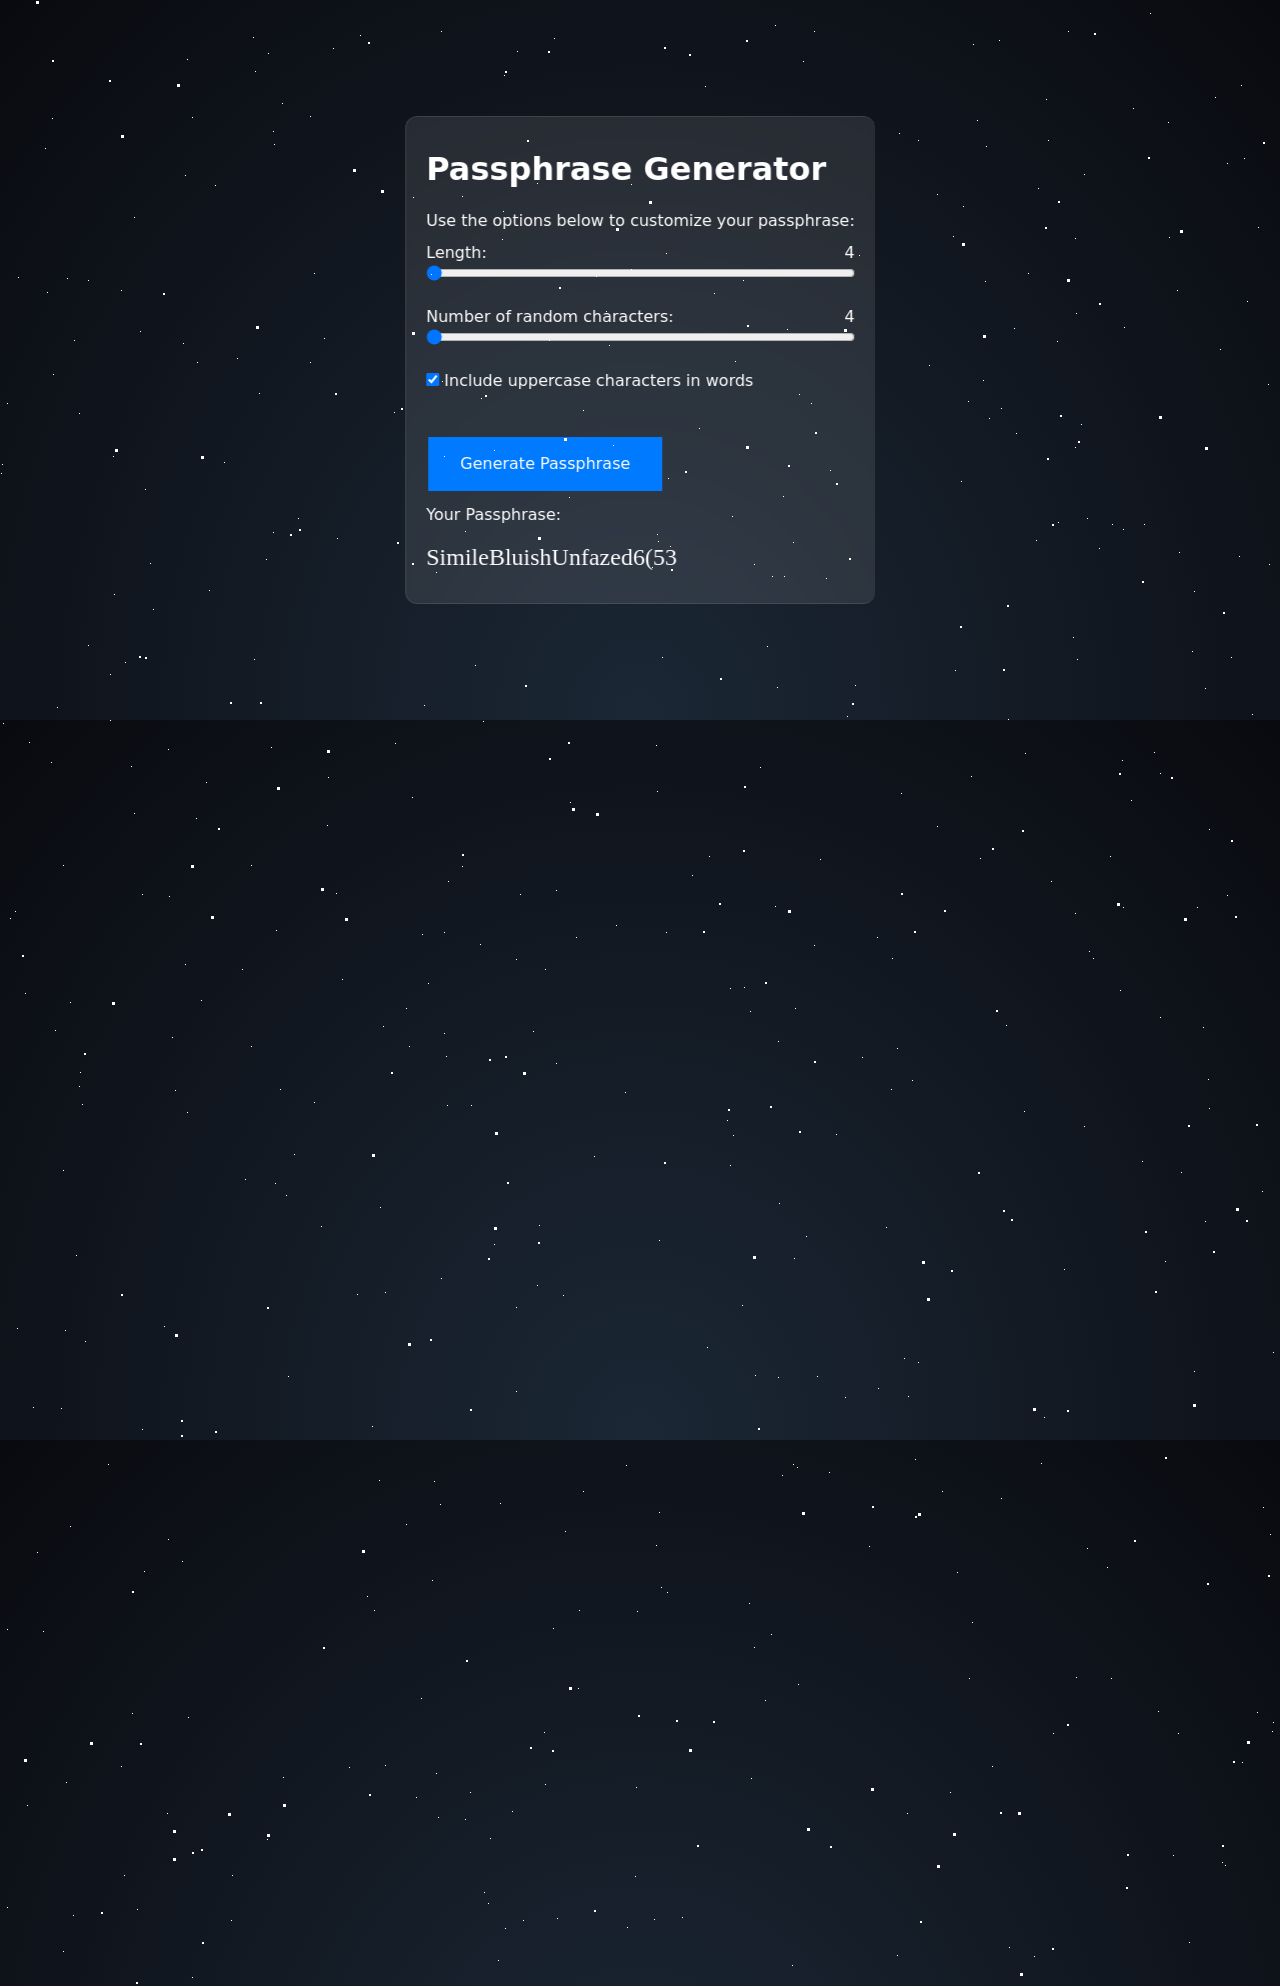 Passphrase Generator
Use the options below to customize your passphrase:
Length: 4
Number of random characters: 4
Include uppercase characters in words
Generate Passphrase
Your Passphrase:
SimileBluishUnfazed6(53